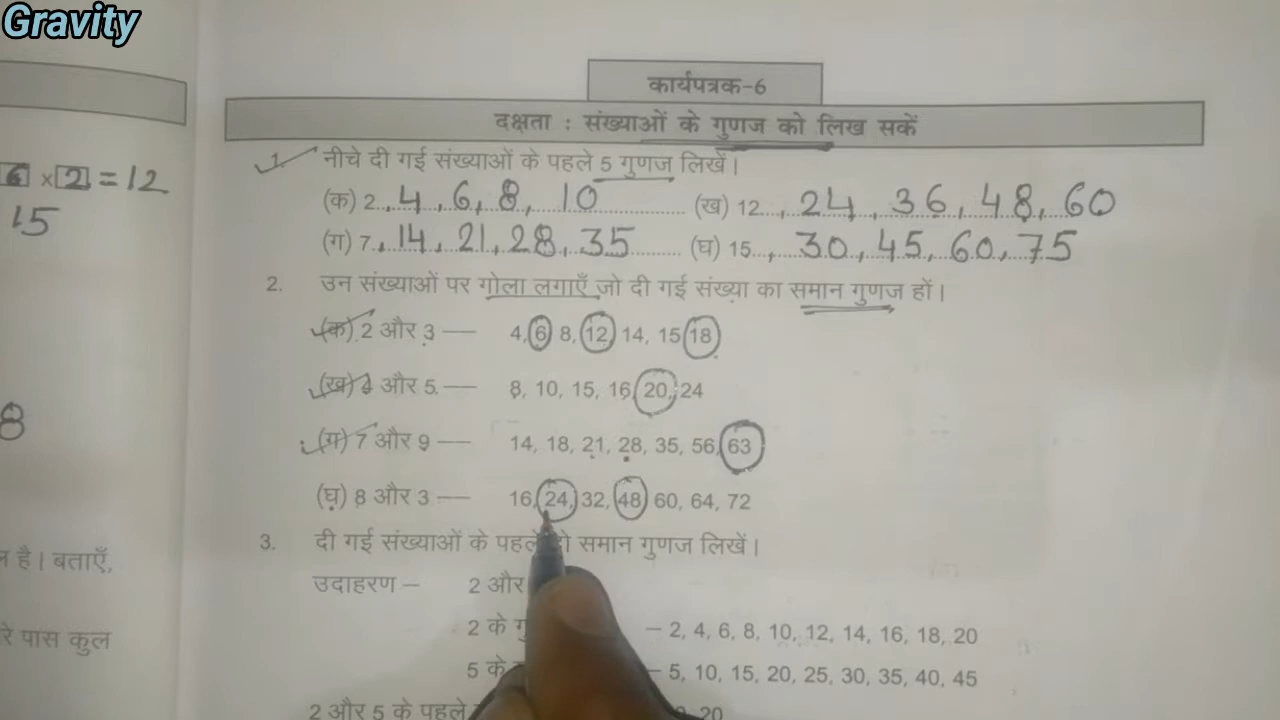 Gravity
कार्यपत्रक-6
दक्षता : संख्याओं के गुणज को लिख सकें
1. नीचे दी गई संख्याओं के पहले 5 गुणज लिखें।
(क) 2, 4, 6, 8, 10 (ख) 12, 24, 36, 48, 60
(ग) 7, 14, 21, 28, 35 (घ) 15, 30, 45, 60, 75
2. उन संख्याओं पर गोला लगाएँ जो दी गई संख्या का समान गुणज हों।
(क) 2 और 3 — 4, 6 8, 12, 14, 15 18
(ख) 4 और 5 — 8, 10, 15, 16, 20, 24
(ग) 7 और 9 — 14, 18, 21, 28, 35, 56, 63
(घ) 8 और 3 — 16, 24, 32, 48 60, 64, 72
3. दी गई संख्याओं के पहले दो समान गुणज लिखें।
उदाहरण – 2 और
2 के – 2, 4, 6, 8, 10, 12, 14, 16, 18, 20
5 के – 5, 10, 15, 20, 25, 30, 35, 40, 45
2 और 5 के पहले 20
6 × 2 = 12
15
8
है। बताएँ,
पास कुल